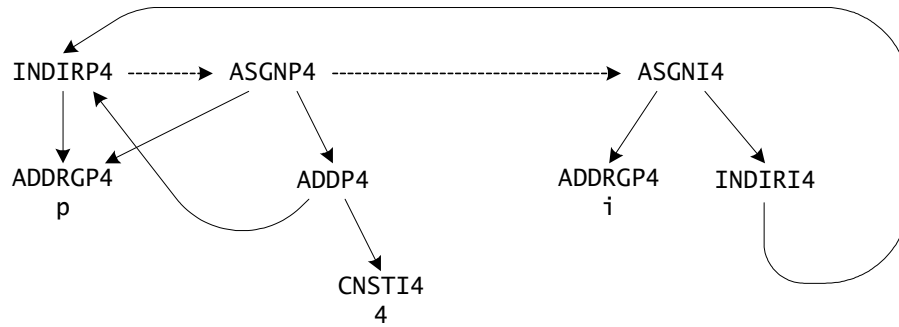 INDIRP4 ASGNP4 ASGNI4
ADDRGP4 ADDP4 ADDRGP4 INDIRI4
p i
CNSTI4
4